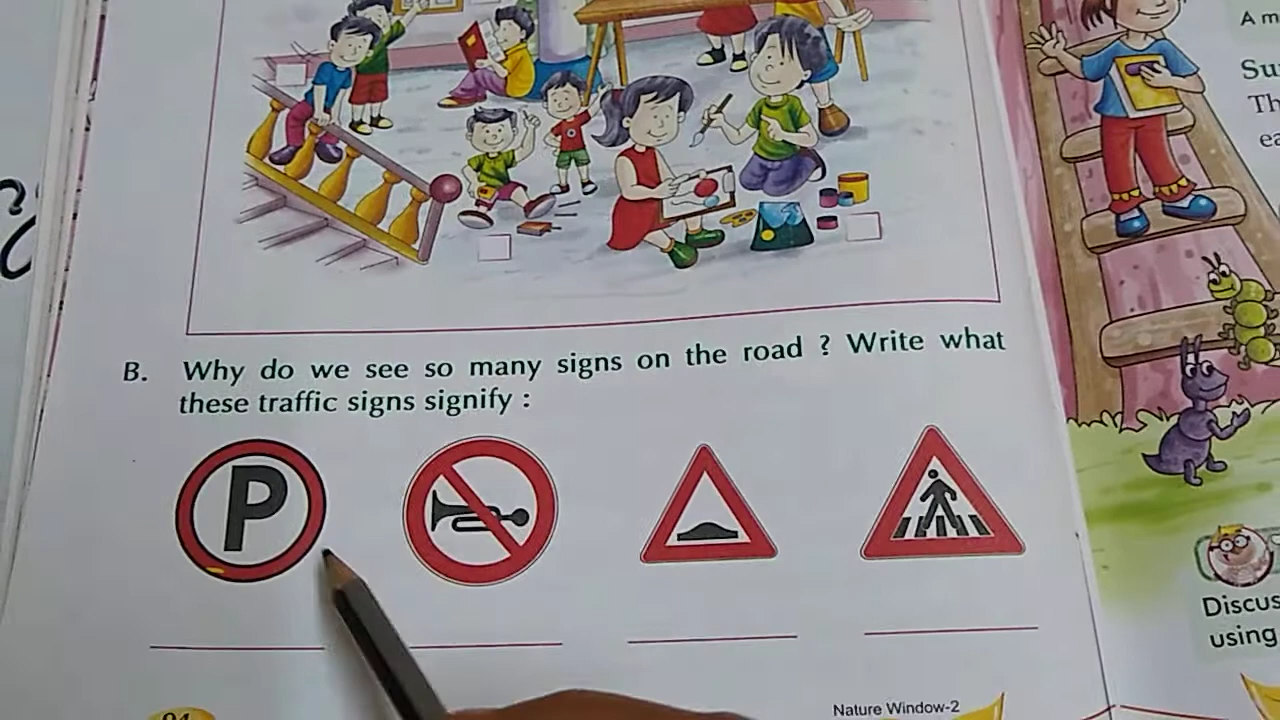 B. Why do we see so many signs on the road ? Write what
these traffic signs signify :
P
Nature Window-2
A m
Su
Th
ea
Discus
using